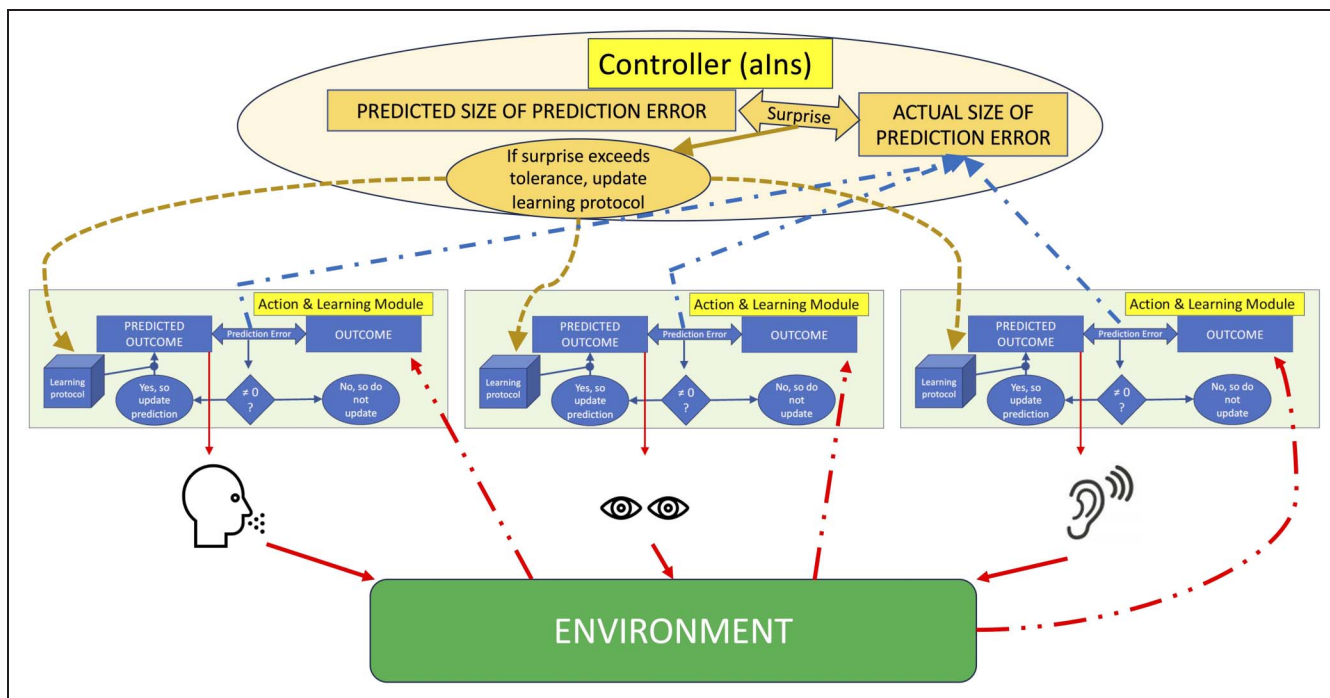 Controller (aIns)
PREDICTED SIZE OF PREDICTION ERROR
Surprise
ACTUAL SIZE OF
PREDICTION ERROR
If surprise exceeds
tolerance, update
learning protocol
Action & Learning Module
PREDICTED
OUTCOME
Prediction Error
OUTCOME
Learning
protocol
Yes, so
update
prediction
≠ 0
?
No, so do
not
update
Action & Learning Module
PREDICTED
OUTCOME
Prediction Error
OUTCOME
Learning
protocol
Yes, so
update
prediction
≠ 0
?
No, so do
not
update
Action & Learning Module
PREDICTED
OUTCOME
Prediction Error
OUTCOME
Learning
protocol
Yes, so
update
prediction
≠ 0
?
No, so do
not
update
ENVIRONMENT